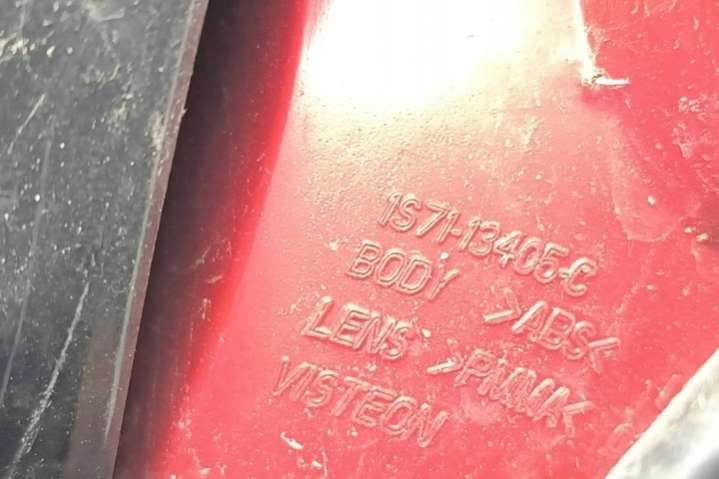 1S71-13405-C
BODY >ABS<
LENS >PMMA<
VISTEON